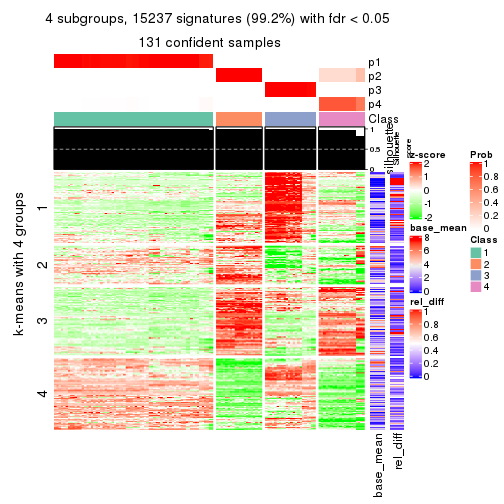 4 subgroups, 15237 signatures (99.2%) with fdr < 0.05
131 confident samples
p1
p2
p3
p4
Class
1
0.5
0
silhouette
Silhouette
score
k-means with 4 groups
1
2
3
4
base_mean
rel_diff
z-score
2
1
0
-1
-2
base_mean
8
6
4
2
0
rel_diff
1
0.8
0.6
0.4
0.2
0
Prob
1
0.8
0.6
0.4
0.2
0
Class
1
2
3
4